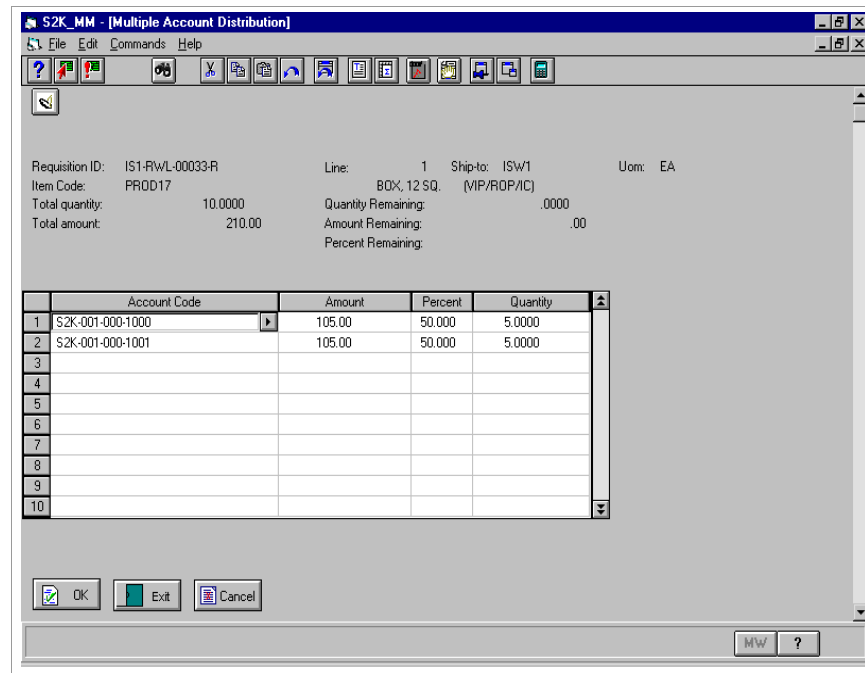 S2K_MM - [Multiple Account Distribution]
File Edit Commands Help
Requisition ID: IS1-RWL-00033-R Line: 1 Ship-to: ISW1 Uom: EA
Item Code: PROD17 BOX, 12 SQ. (VIP/ROP/IC)
Total quantity: 10.0000 Quantity Remaining: .0000
Total amount: 210.00 Amount Remaining: .00
Percent Remaining:
Account Code Amount Percent Quantity
1 S2K-001-000-1000 105.00 50.000 5.0000
2 S2K-001-000-1001 105.00 50.000 5.0000
3
4
5
6
7
8
9
10
OK Exit Cancel
MW ?